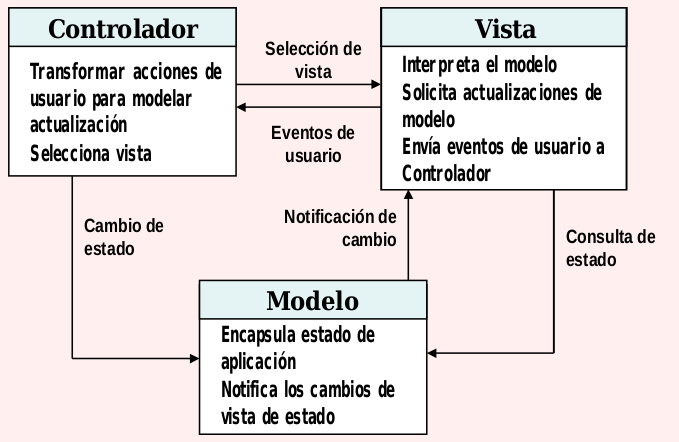 Controlador
Transformar acciones de
usuario para modelar
actualización
Selecciona vista
Selección de
vista
Eventos de
usuario
Vista
Interpreta el modelo
Solicita actualizaciones de
modelo
Envía eventos de usuario a
Controlador
Cambio de
estado
Notificación de
cambio
Consulta de
estado
Modelo
Encapsula estado de
aplicación
Notifica los cambios de
vista de estado